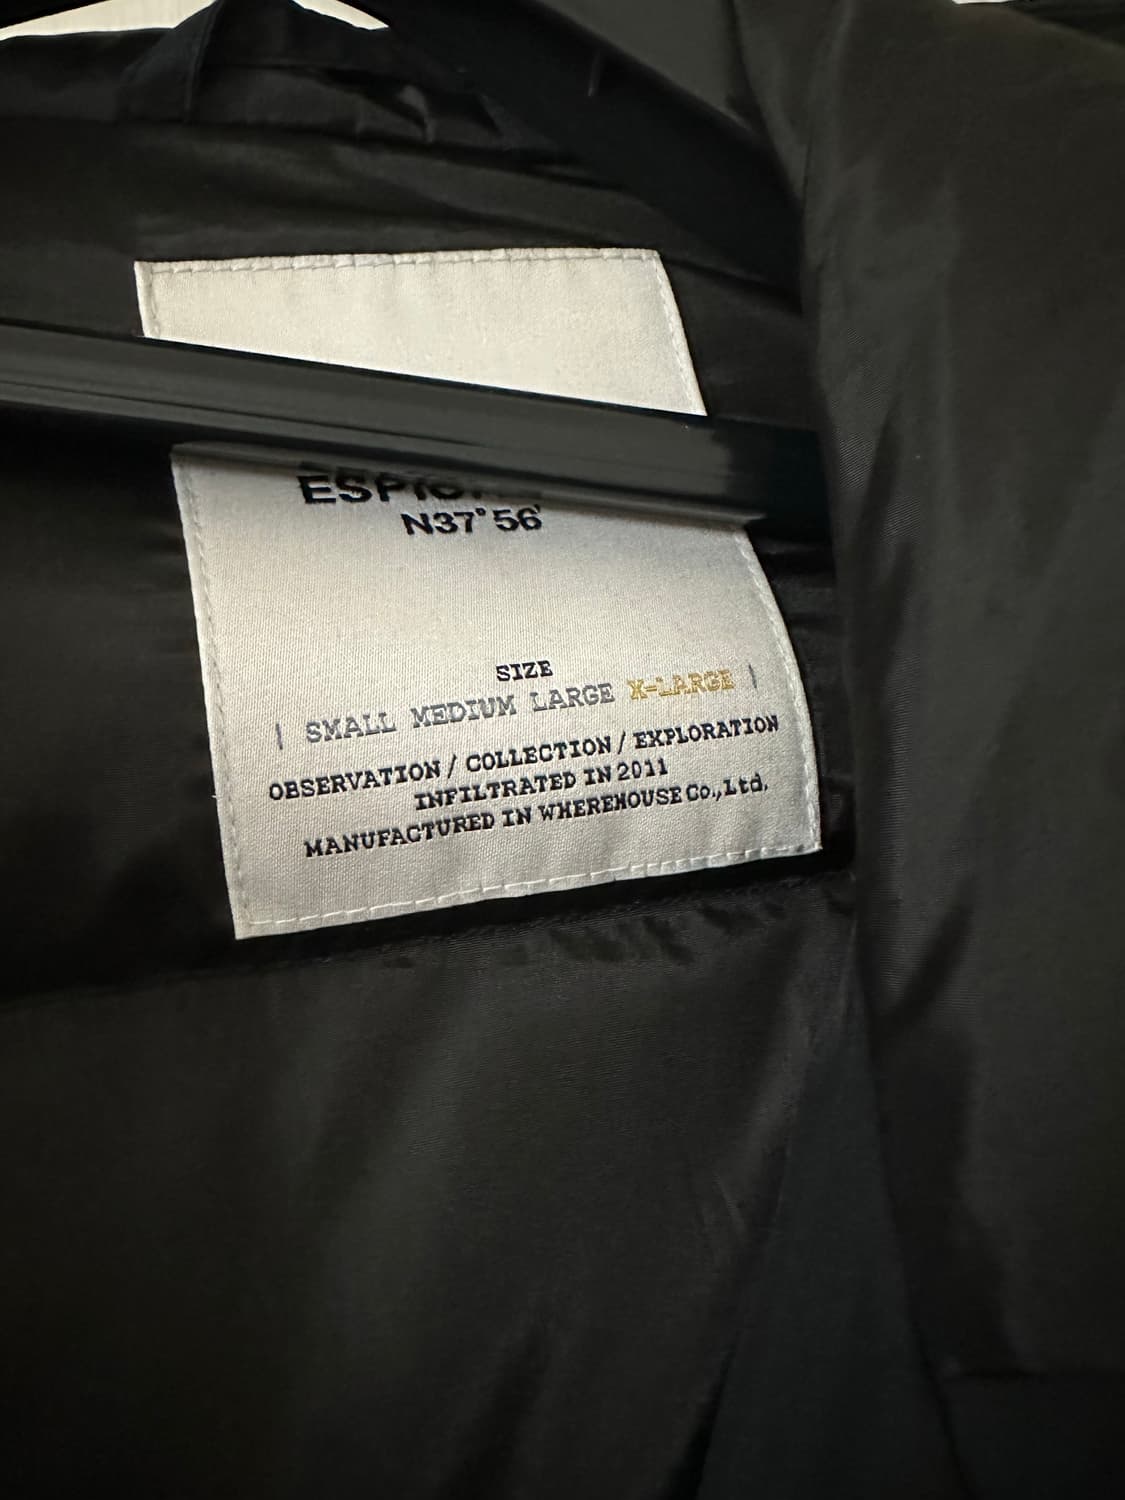 N37° 56'
SIZE
| SMALL MEDIUM LARGE X-LARGE |
OBSERVATION / COLLECTION / EXPLORATION
INFILTRATED IN 2011
MANUFACTURED IN WHEREHOUSE Co.,Ltd.